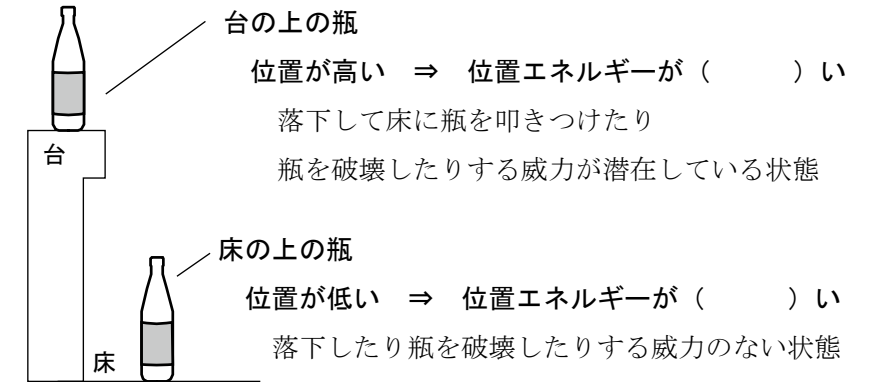 台の上の瓶
位置が高い ⇒ 位置エネルギーが（　　　）い
落下して床に瓶を叩きつけたり
瓶を破壊したりする威力が潜在している状態
台
床の上の瓶
位置が低い ⇒ 位置エネルギーが（　　　）い
落下したり瓶を破壊したりする威力のない状態
床